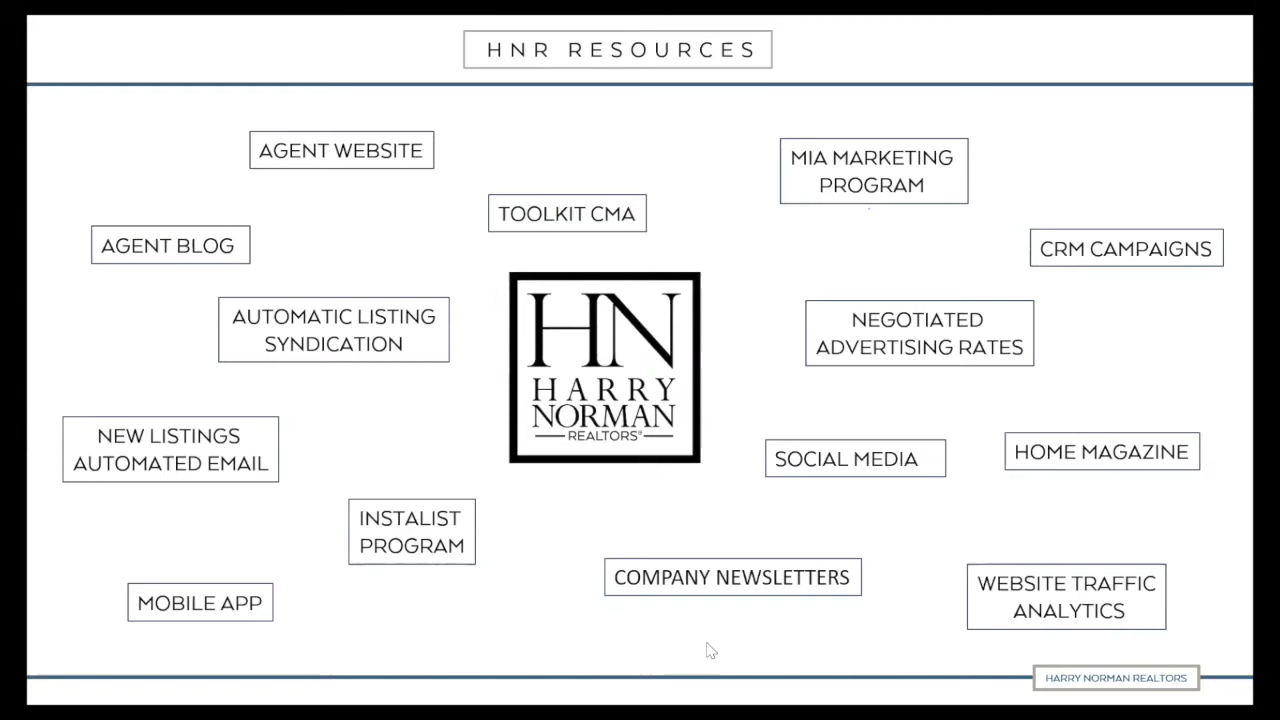 HNR RESOURCES
AGENT WEBSITE
MIA MARKETING
PROGRAM
TOOLKIT CMA
AGENT BLOG
CRM CAMPAIGNS
AUTOMATIC LISTING
SYNDICATION
HN
HARRY
NORMAN
REALTORS®
NEGOTIATED
ADVERTISING RATES
NEW LISTINGS
AUTOMATED EMAIL
SOCIAL MEDIA
HOME MAGAZINE
INSTALIST
PROGRAM
COMPANY NEWSLETTERS
WEBSITE TRAFFIC
ANALYTICS
MOBILE APP
HARRY NORMAN REALTORS